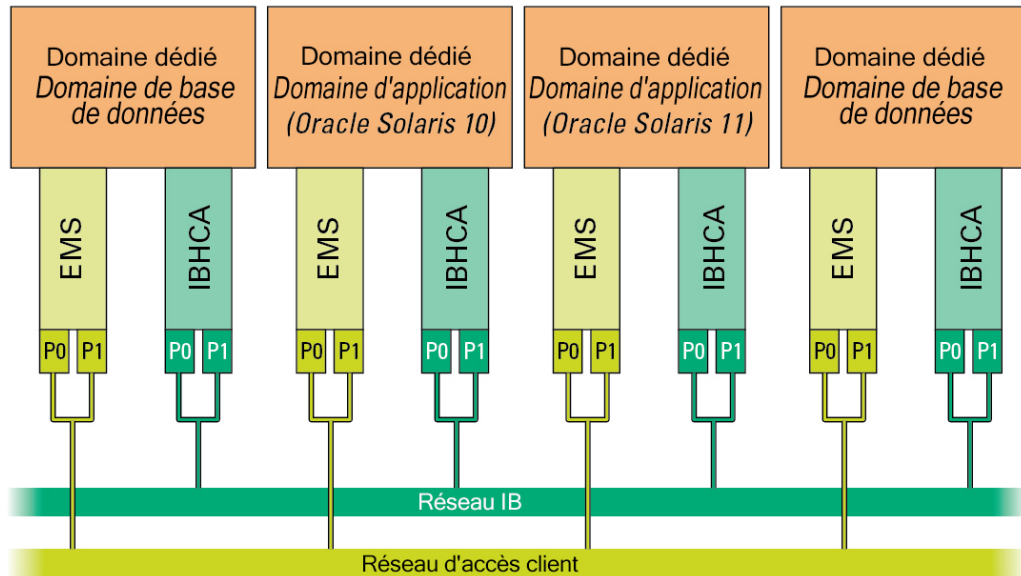 Domaine dédié
Domaine de base
de données
Domaine dédié
Domaine d'application
(Oracle Solaris 10)
Domaine dédié
Domaine d'application
(Oracle Solaris 11)
Domaine dédié
Domaine de base
de données
EMS
IBHCA
EMS
IBHCA
EMS
IBHCA
EMS
IBHCA
P0 P1
P0 P1
P0 P1
P0 P1
P0 P1
P0 P1
P0 P1
P0 P1
Réseau IB
Réseau d'accès client